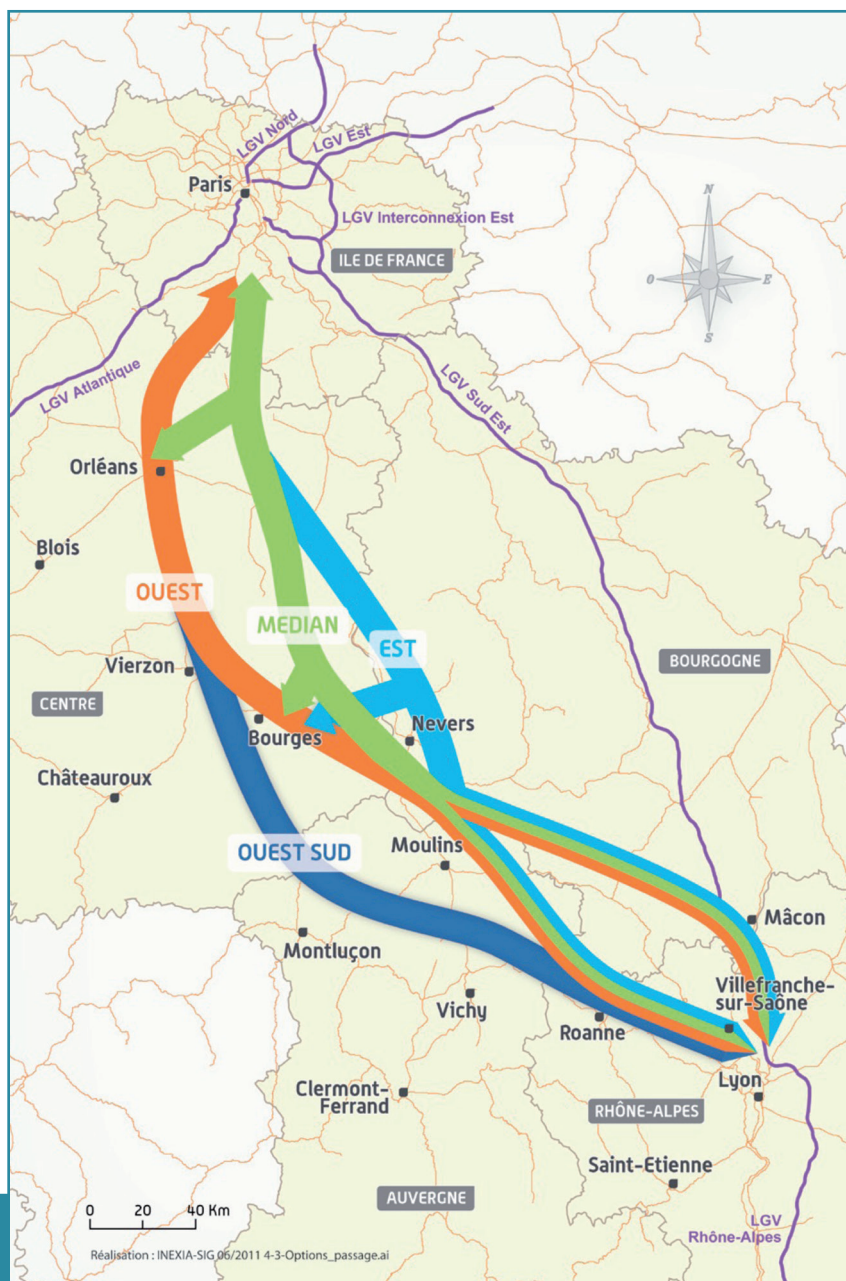 LGV Nord
LGV Est
Paris
LGV Interconnexion Est
N
ILE DE FRANCE
O
E
S
LGV Atlantique
LGV Sud Est
Orléans
Blois
OUEST
MEDIAN
EST
BOURGOGNE
Vierzon
CENTRE
Bourges
Nevers
Châteauroux
OUEST SUD
Moulins
Mâcon
Montluçon
Vichy
Villefranche-
sur-Saône
Roanne
Lyon
Clermont-
Ferrand
RHÔNE-ALPES
Saint-Etienne
AUVERGNE
0 20 40 Km
LGV
Rhône-Alpes
Réalisation : INEXIA-SIG 06/2011 4-3-Options_passage.ai